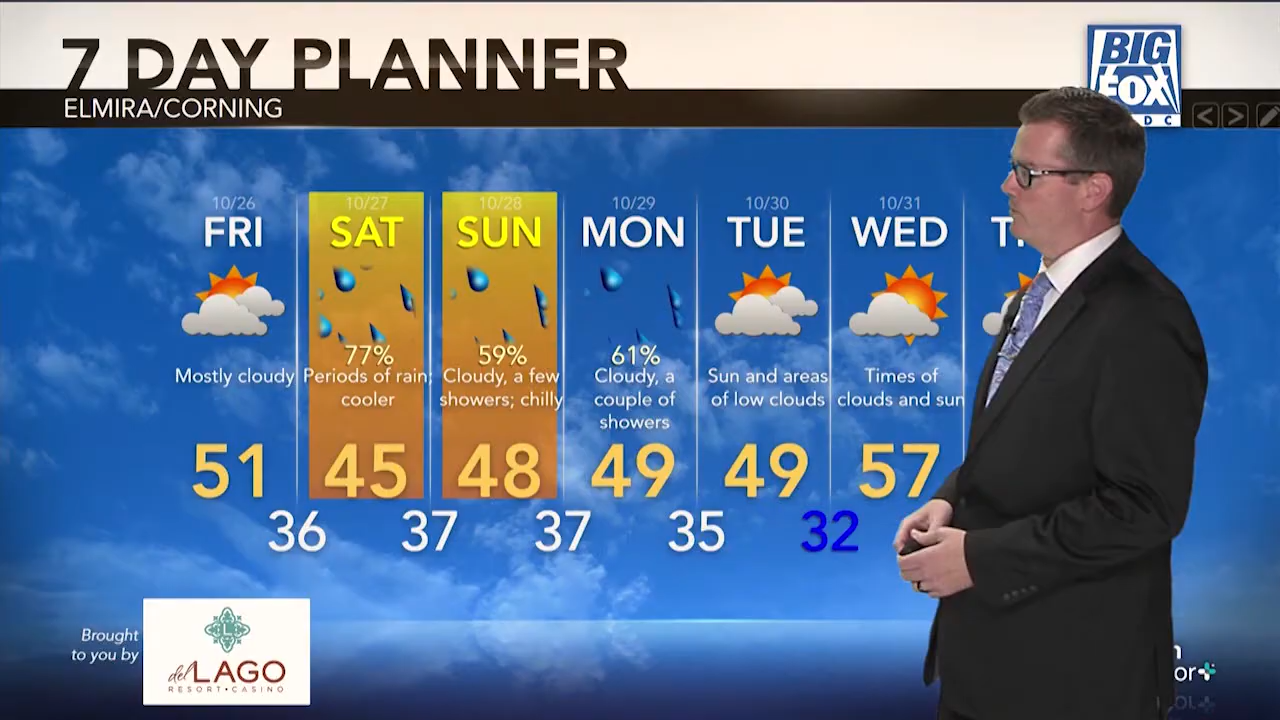 7 DAY PLANNER
ELMIRA/CORNING
BIG
FOX
DC
10/26
FRI
Mostly cloudy
51
36
10/27
SAT
77%
Periods of rain;
cooler
45
37
10/28
SUN
59%
Cloudy, a few
showers; chilly
48
37
10/29
MON
61%
Cloudy, a
couple of
showers
49
35
10/30
TUE
Sun and areas
of low clouds
49
32
10/31
WED
Times of
clouds and sun
57
Brought
to you by
del LAGO
RESORT • CASINO